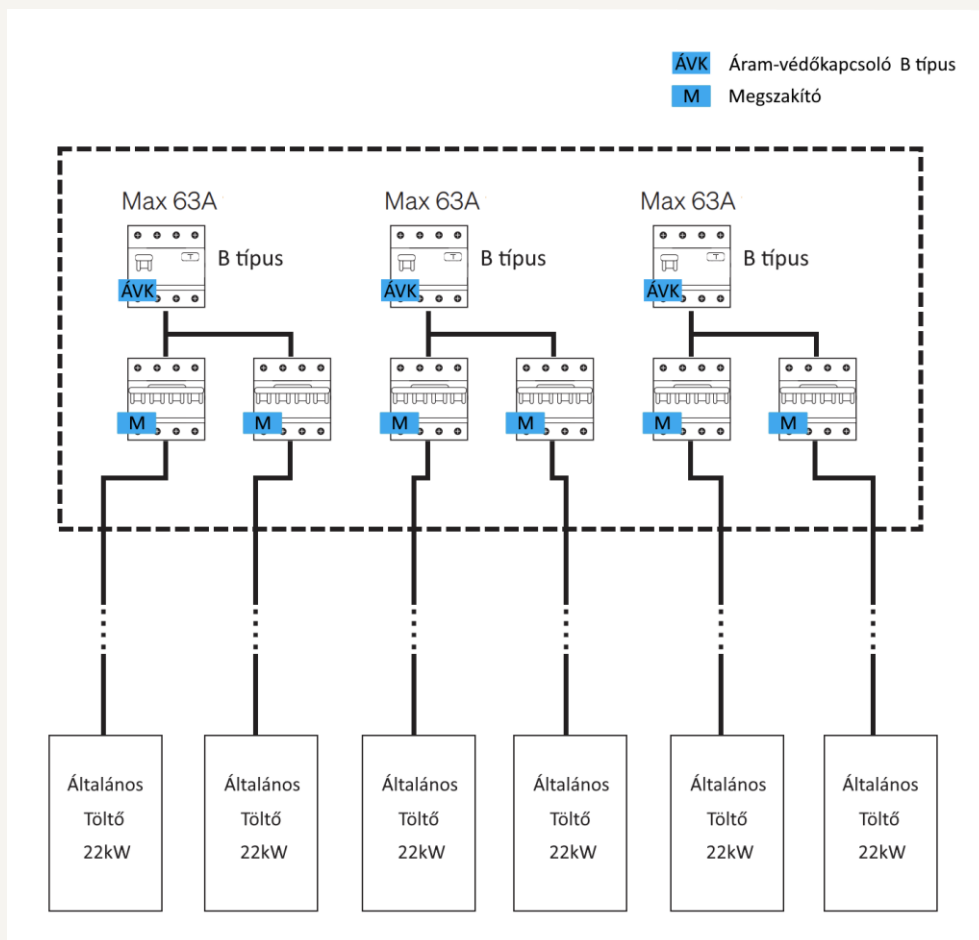 ÁVK Áram-védőkapcsoló B típus
M Megszakító
Max 63A Max 63A Max 63A
T T T
B típus B típus B típus
ÁVK ÁVK ÁVK
M M M M M M
Általános Általános Általános Általános Általános Általános
Töltő Töltő Töltő Töltő Töltő Töltő
22kW 22kW 22kW 22kW 22kW 22kW